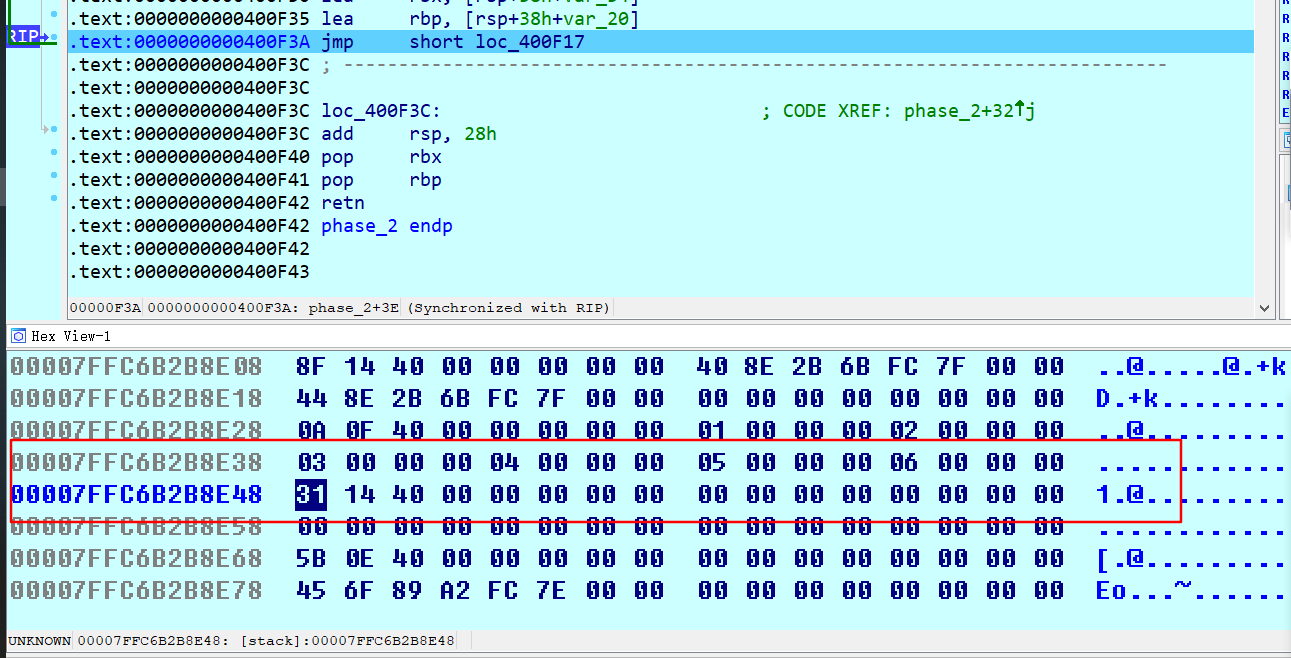 .text:0000000000400F35 lea     rbp, [rsp+38h+var_20]
RIP .text:0000000000400F3A jmp     short loc_400F17
.text:0000000000400F3C ; ---------------------------------------------------------------------------
.text:0000000000400F3C
.text:0000000000400F3C loc_400F3C:                             ; CODE XREF: phase_2+32↑j
.text:0000000000400F3C add     rsp, 28h
.text:0000000000400F40 pop     rbx
.text:0000000000400F41 pop     rbp
.text:0000000000400F42 retn
.text:0000000000400F42 phase_2 endp
.text:0000000000400F42
.text:0000000000400F43
00000F3A 0000000000400F3A: phase_2+3E (Synchronized with RIP)
Hex View-1
00007FFC6B2B8E08  8F 14 40 00 00 00 00 00  40 8E 2B 6B FC 7F 00 00  ..@.....@.+k
00007FFC6B2B8E18  44 8E 2B 6B FC 7F 00 00  00 00 00 00 00 00 00 00  D.+k........
00007FFC6B2B8E28  0A 0F 40 00 00 00 00 00  01 00 00 00 02 00 00 00  ..@.........
00007FFC6B2B8E38  03 00 00 00 04 00 00 00  05 00 00 00 06 00 00 00  ............
00007FFC6B2B8E48  31 14 40 00 00 00 00 00  00 00 00 00 00 00 00 00  1.@.........
00007FFC6B2B8E58  00 00 00 00 00 00 00 00  00 00 00 00 00 00 00 00  ............
00007FFC6B2B8E68  5B 0E 40 00 00 00 00 00  00 00 00 00 00 00 00 00  [.@.........
00007FFC6B2B8E78  45 6F 89 A2 FC 7E 00 00  00 00 00 00 00 00 00 00  Eo...~......
UNKNOWN 00007FFC6B2B8E48: [stack]:00007FFC6B2B8E48